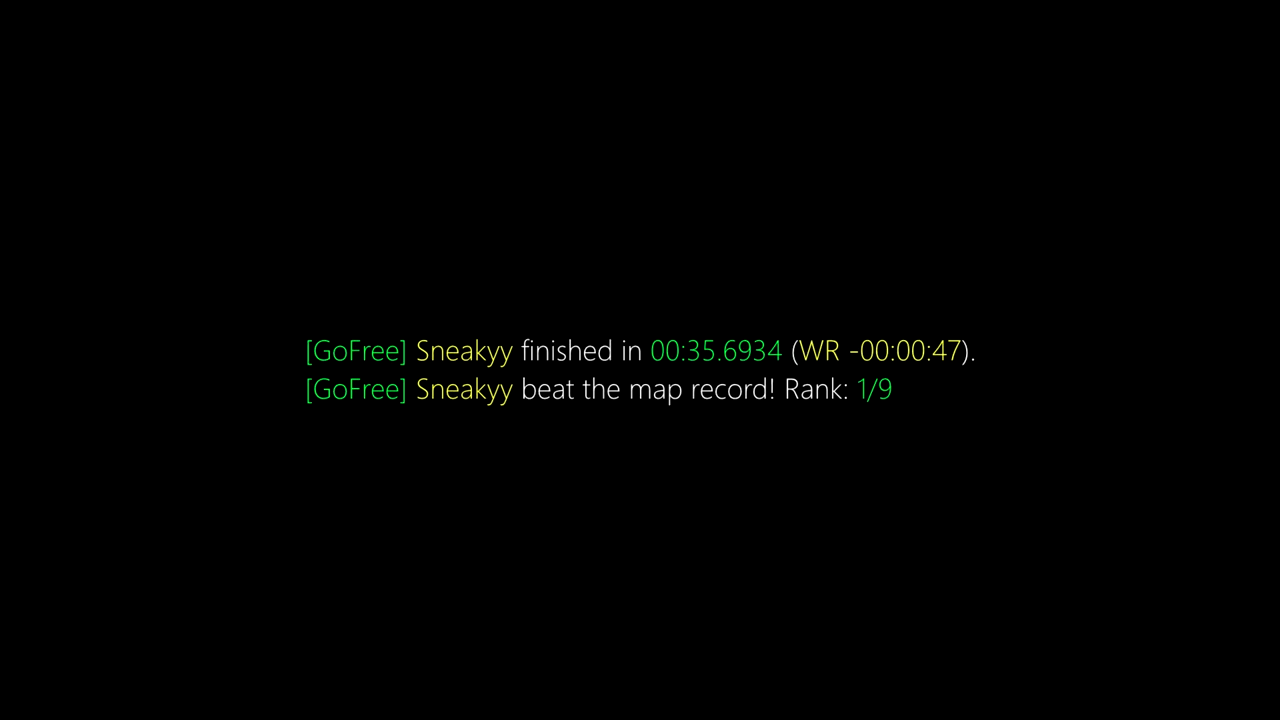 [GoFree] Sneakyy finished in 00:35.6934 (WR -00:00:47).
[GoFree] Sneakyy beat the map record! Rank: 1/9